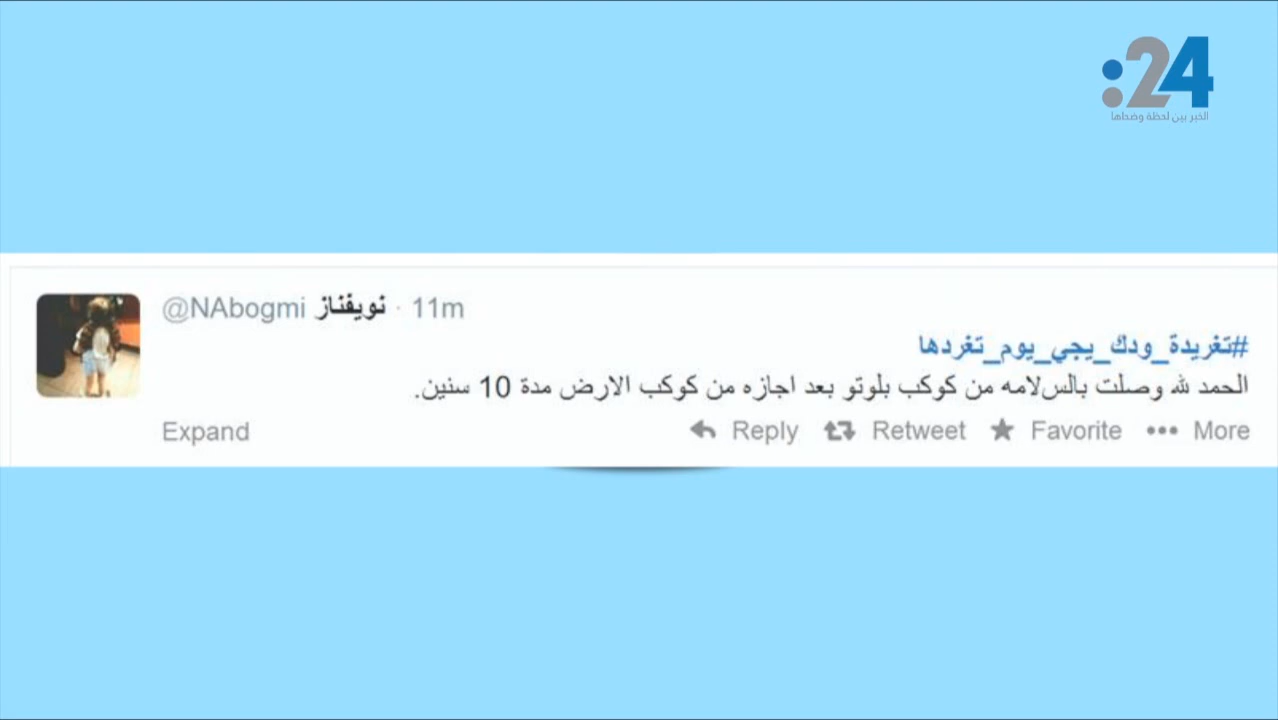 :24
الخبر بين لحظة وضحاها
@NAbogmi نويفناز · 11m
#تغريدة_ودك_يجي_يوم_تغردها
الحمد لله وصلت بالسلامه من كوكب بلوتو بعد اجازه من كوكب الارض مدة 10 سنين.
Expand Reply Retweet Favorite More